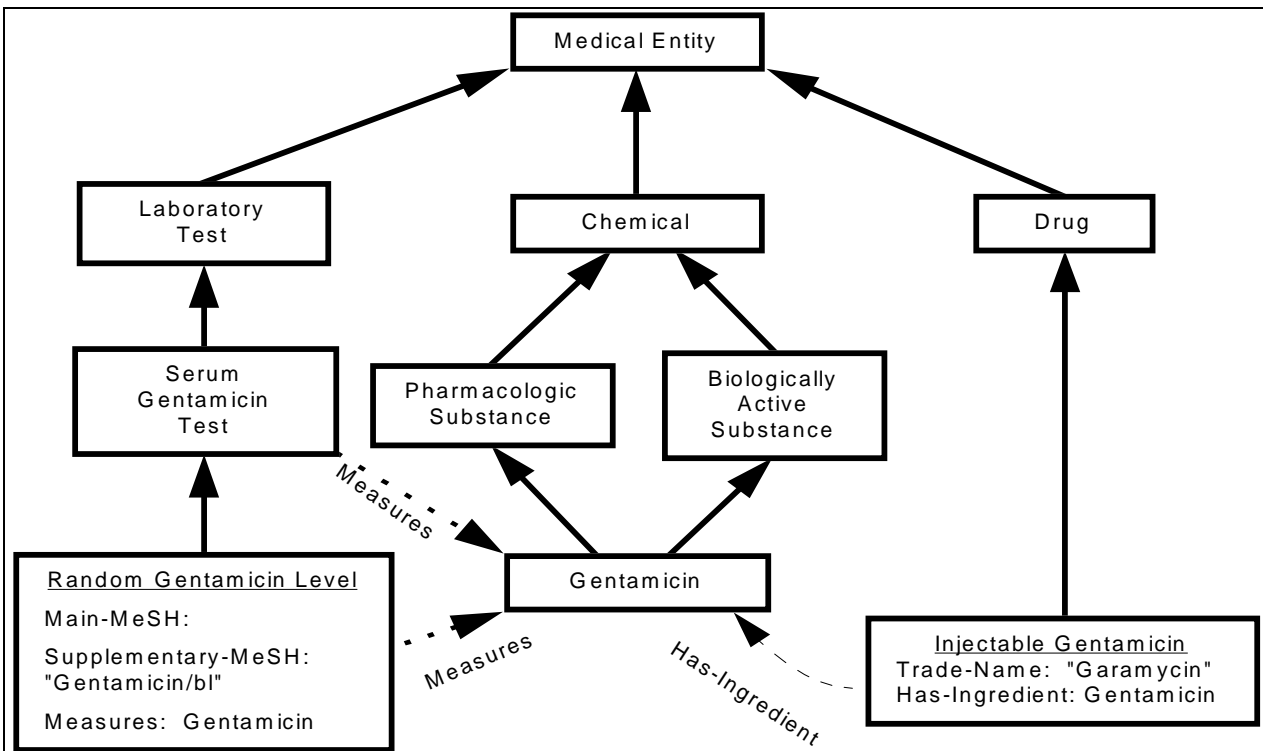 Medical Entity
Laboratory
Test
Chemical
Drug
Serum
Gentamicin
Test
Pharmacologic
Substance
Biologically
Active
Substance
Measures
Random Gentamicin Level
Main-MeSH:
Supplementary-MeSH:
"Gentamicin/bl"
Measures: Gentamicin
Measures
Gentamicin
Has-Ingredient
Injectable Gentamicin
Trade-Name: "Garamycin"
Has-Ingredient: Gentamicin